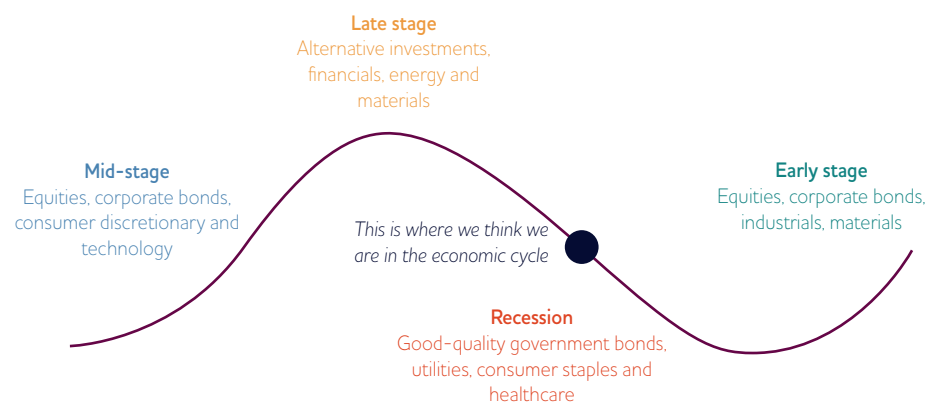 Late stage
Alternative investments,
financials, energy and
materials
Mid-stage
Equities, corporate bonds,
consumer discretionary and
technology
This is where we think we
are in the economic cycle
Early stage
Equities, corporate bonds,
industrials, materials
Recession
Good-quality government bonds,
utilities, consumer staples and
healthcare